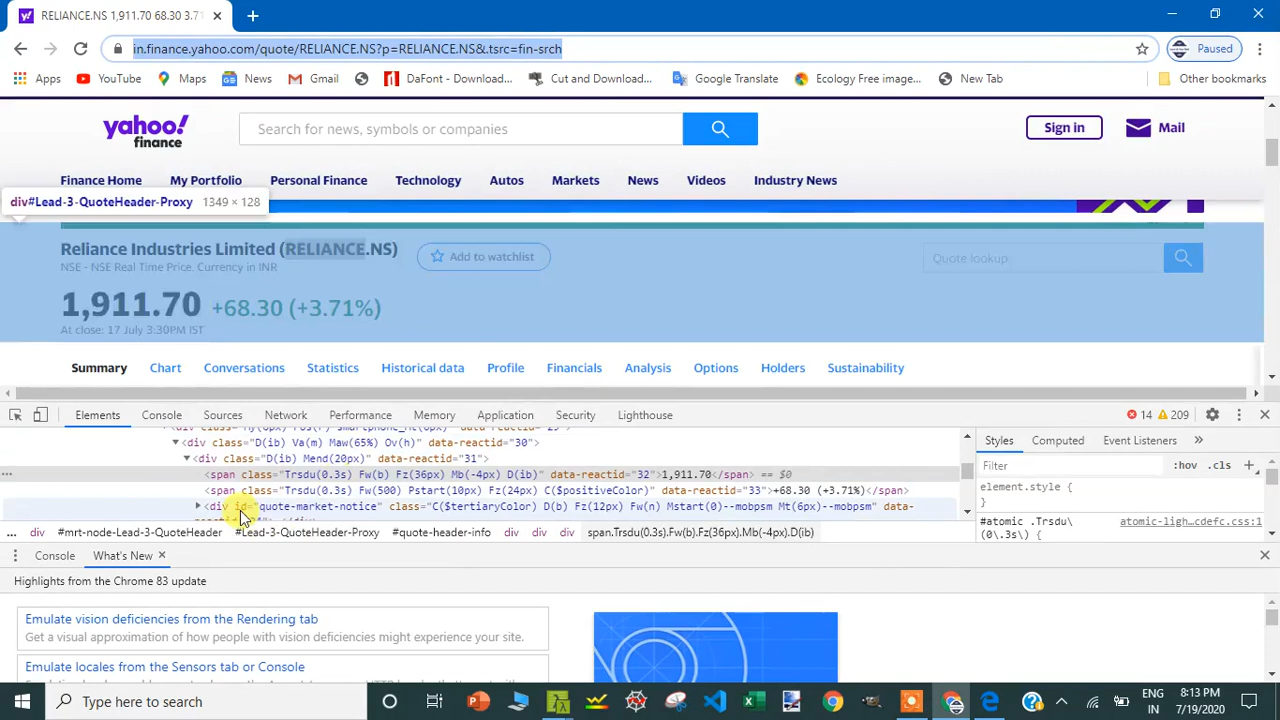 RELIANCE.NS 1,911.70 68.30 3.71
in.finance.yahoo.com/quote/RELIANCE.NS?p=RELIANCE.NS&.tsrc=fin-srch
Paused
Apps YouTube Maps News Gmail DaFont - Download... Cut and Download... Google Translate Ecology Free image... New Tab Other bookmarks
yahoo!
finance
Search for news, symbols or companies
Sign in
Mail
Finance Home My Portfolio Personal Finance Technology Autos Markets News Videos Industry News
div#Lead-3-QuoteHeader-Proxy 1349 × 128
Reliance Industries Limited (RELIANCE.NS)
Add to watchlist
Quote lookup
NSE - NSE Real Time Price. Currency in INR
1,911.70 +68.30 (+3.71%)
At close: 17 July 3:30PM IST
Summary Chart Conversations Statistics Historical data Profile Financials Analysis Options Holders Sustainability
Elements Console Sources Network Performance Memory Application Security Lighthouse 14 209
<div class="D(ib) Va(m) Maw(65%) Ov(h)" data-reactid="30">
<div class="D(ib) Mend(20px)" data-reactid="31">
<span class="Trsdu(0.3s) Fw(b) Fz(36px) Mb(-4px) D(ib)" data-reactid="32">1,911.70</span> == $0
<span class="Trsdu(0.3s) Fw(500) Pstart(10px) Fz(24px) C($positiveColor)" data-reactid="33">+68.30 (+3.71%)</span>
<div id="quote-market-notice" class="C($tertiaryColor) D(b) Fz(12px) Fw(n) Mstart(0)--mobpsm Mt(6px)--mobpsm" data-
... div #mrt-node-Lead-3-QuoteHeader #Lead-3-QuoteHeader-Proxy #quote-header-info div div div span.Trsdu(0.3s).Fw(b).Fz(36px).Mb(-4px).D(ib)
Styles Computed Event Listeners »
Filter :hov .cls +
element.style {
}
#atomic .Trsdu\ atomic-ligh…cdefc.css:1
(0\.3s\) {
Console What's New ×
Highlights from the Chrome 83 update
Emulate vision deficiencies from the Rendering tab
Get a visual approximation of how people with vision deficiencies might experience your site.
Emulate locales from the Sensors tab or Console
Type here to search
ENG
IN
8:13 PM
7/19/2020